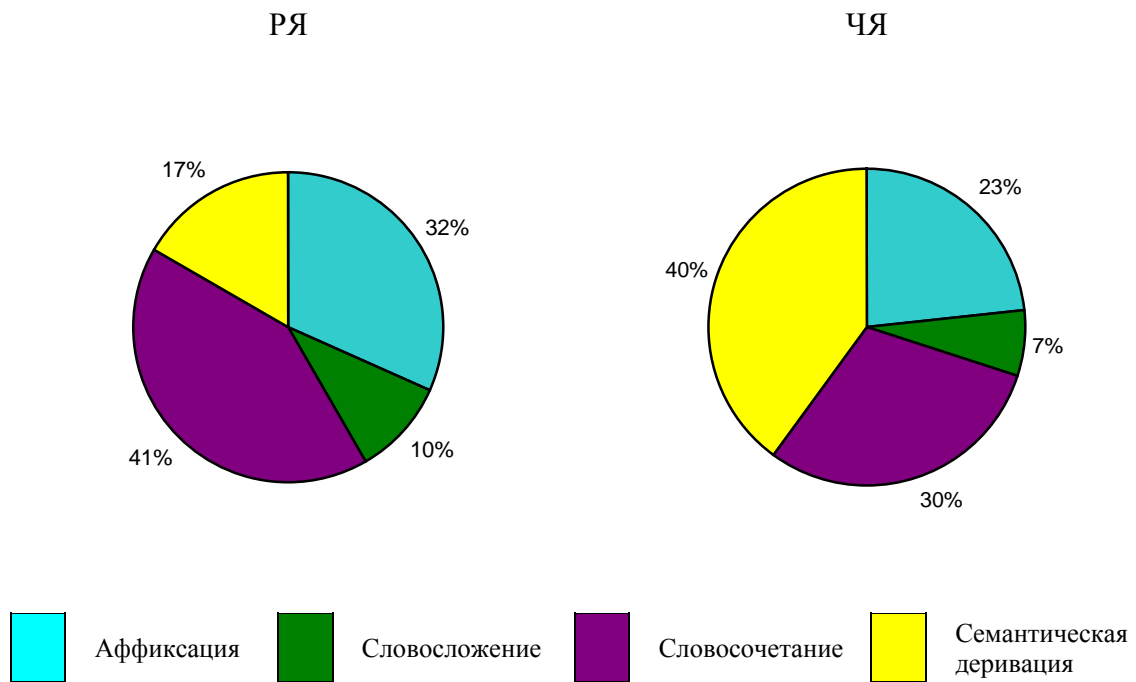 РЯ
ЧЯ
17%
32%
41%
10%
23%
40%
7%
30%
Аффиксация
Словосложение
Словосочетание
Семантическая
деривация